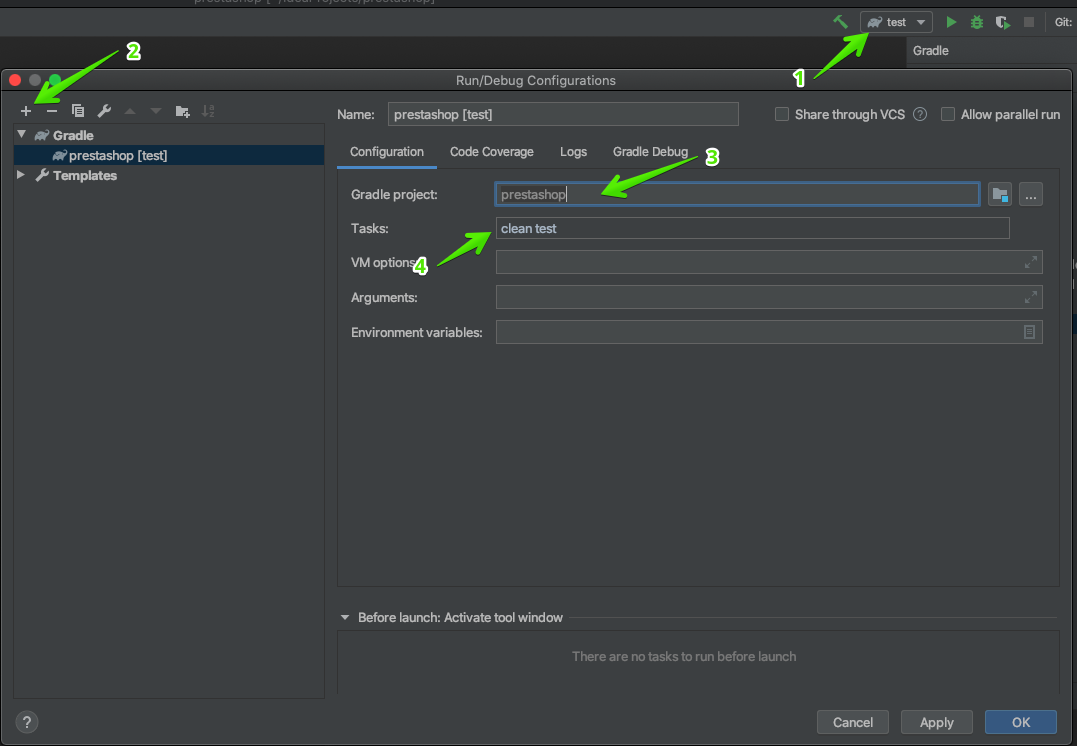 test
Git:
1
Gradle
2
Run/Debug Configurations
Name: prestashop [test]
Share through VCS ?
Allow parallel run
Gradle
prestashop [test]
Templates
Configuration Code Coverage Logs Gradle Debug
3
Gradle project: prestashop
...
Tasks: clean test
4
VM options
Arguments:
Environment variables:
Before launch: Activate tool window
There are no tasks to run before launch
?
Cancel Apply OK